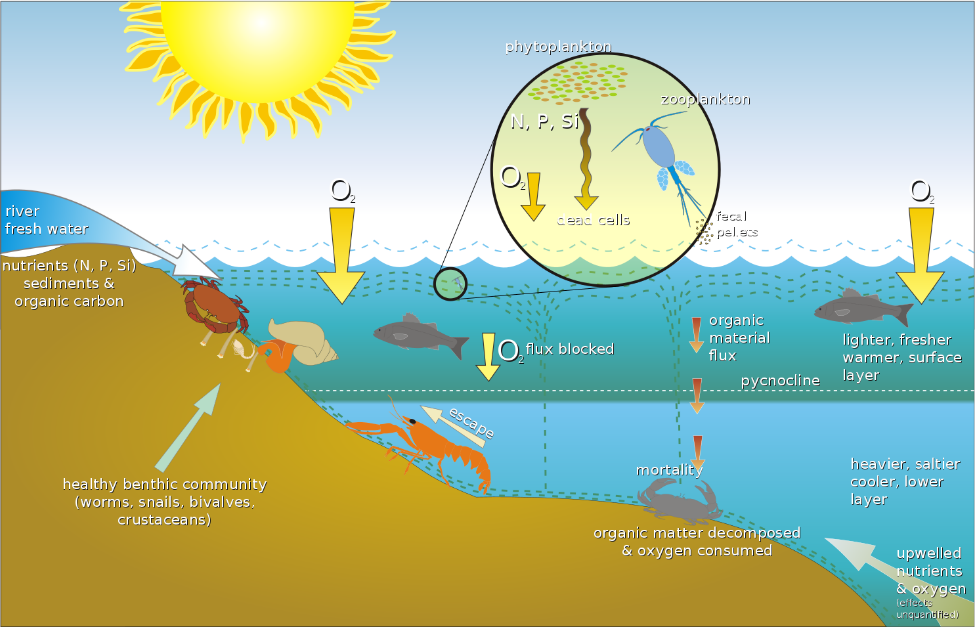 phytoplankton
zooplankton
N, P, Si
O2
dead cells
fecal
pellets
O2
O2
river
fresh water
nutrients (N, P, Si)
sediments &
organic carbon
O2 flux blocked
organic
material
flux
lighter, fresher
warmer, surface
layer
pycnocline
escape
mortality
heavier, saltier
cooler, lower
layer
healthy benthic community
(worms, snails, bivalves,
crustaceans)
organic matter decomposed
& oxygen consumed
upwelled
nutrients
& oxygen
(effects
unquantified)